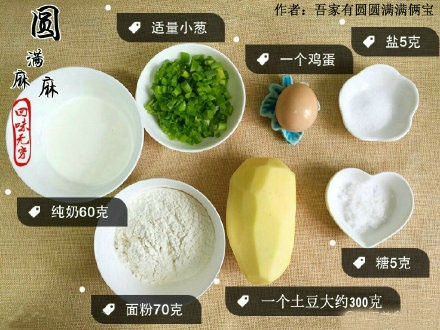 作者：吾家有圆圆满满俩宝
圆
满
麻
麻
回味无穷
适量小葱
一个鸡蛋
盐5克
纯奶60克
面粉70克
一个土豆大约300克
糖5克